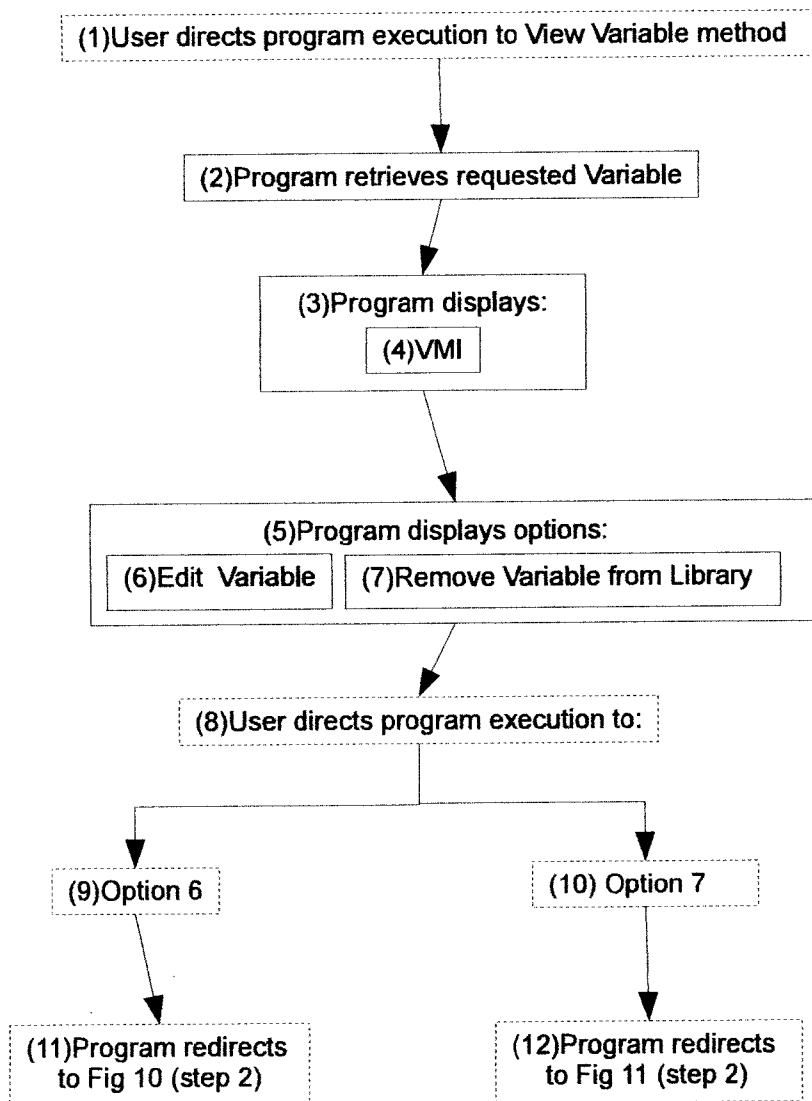 (1)User directs program execution to View Variable method
(2)Program retrieves requested Variable
(3)Program displays:
(4)VMI
(5)Program displays options:
(6)Edit Variable
(7)Remove Variable from Library
(8)User directs program execution to:
(9)Option 6
(10) Option 7
(11)Program redirects
to Fig 10 (step 2)
(12)Program redirects
to Fig 11 (step 2)